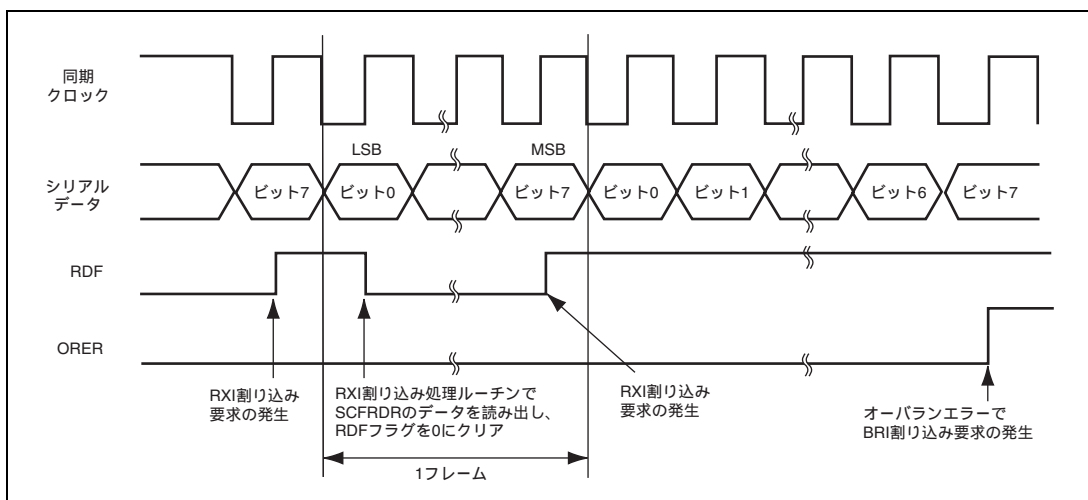 同期
クロック
LSB
MSB
シリアル
データ
ビット7
ビット0
ビット7
ビット0
ビット1
ビット6
ビット7
RDF
ORER
RXI割り込み
要求の発生
RXI割り込み処理ルーチンで
SCFRDRのデータを読み出し、
RDFフラグを0にクリア
RXI割り込み
要求の発生
オーバランエラーで
BRI割り込み要求の発生
1フレーム